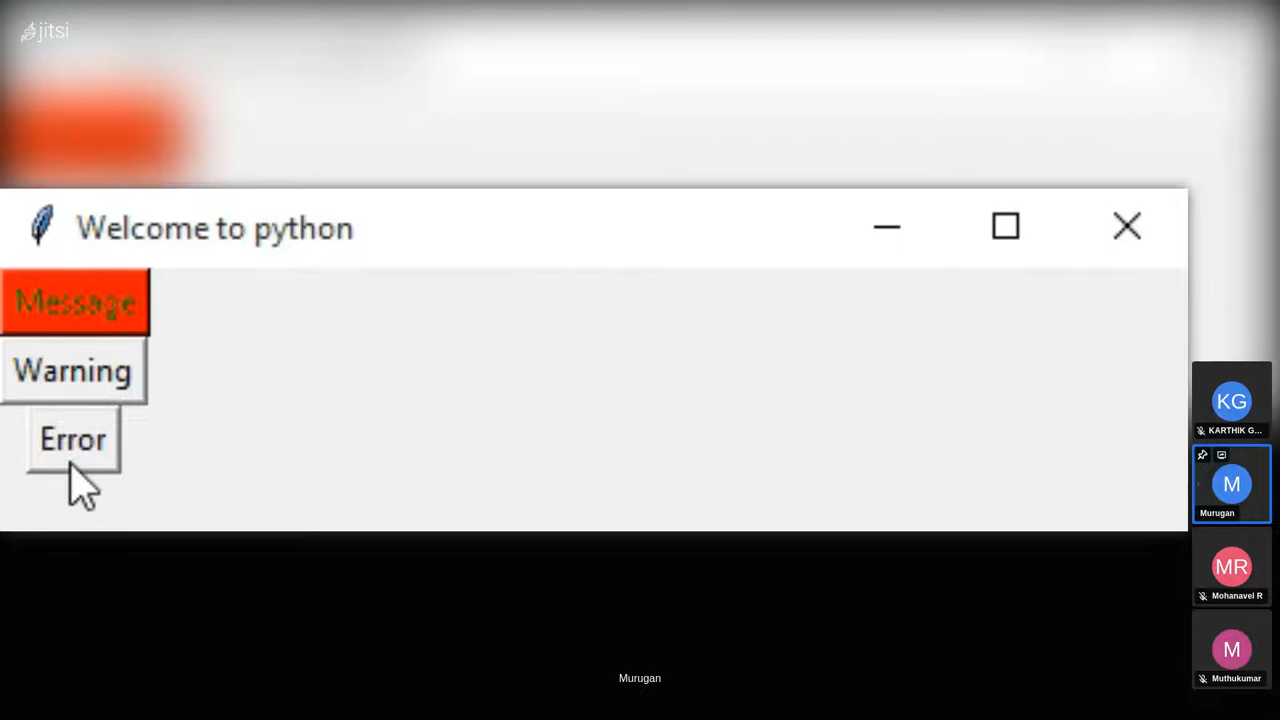 jitsi
Welcome to python
Message
Warning
Error
KG
KARTHIK G...
M
Murugan
MR
Mohanavel R
M
Muthukumar
Murugan